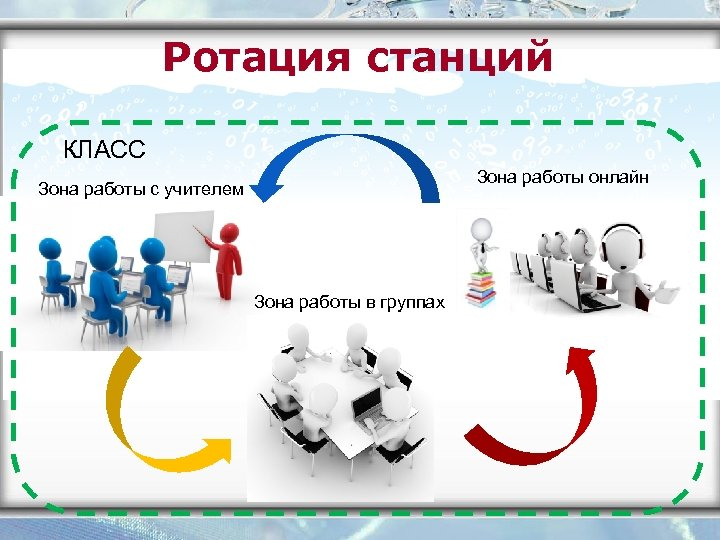 Ротация станций
КЛАСС
Зона работы с учителем
Зона работы онлайн
Зона работы в группах